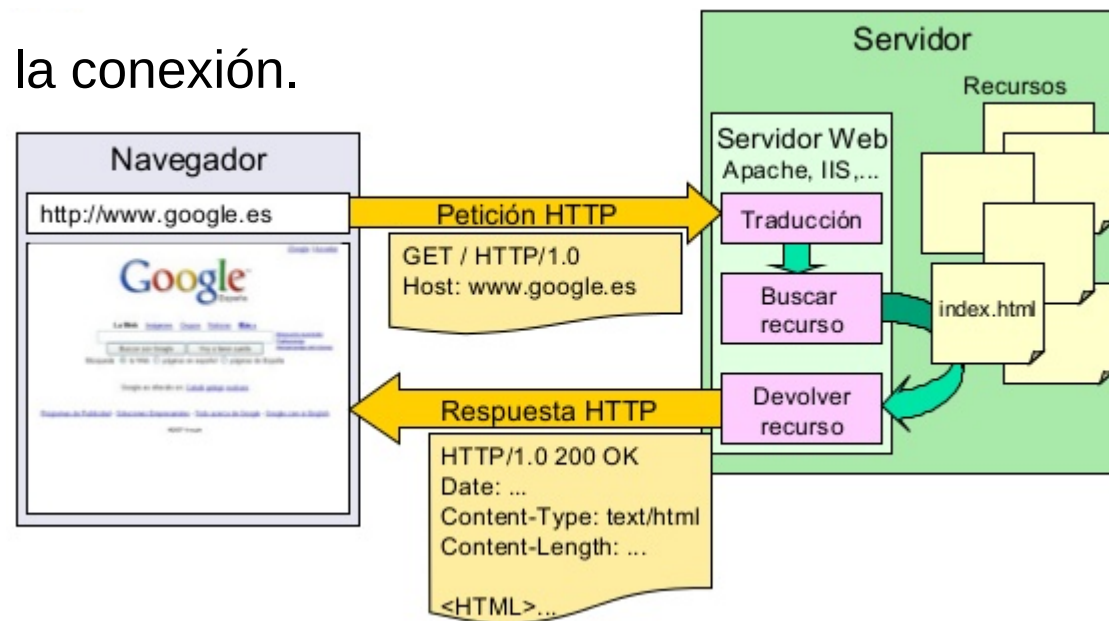 la conexión.
Servidor
Recursos
Navegador
Servidor Web
Apache, IIS,...
http://www.google.es
Petición HTTP
Traducción
GET / HTTP/1.0
Host: www.google.es
Google
España
Buscar
recurso
index.html
Respuesta HTTP
Devolver
recurso
HTTP/1.0 200 OK
Date: ...
Content-Type: text/html
Content-Length: ...
<HTML>...